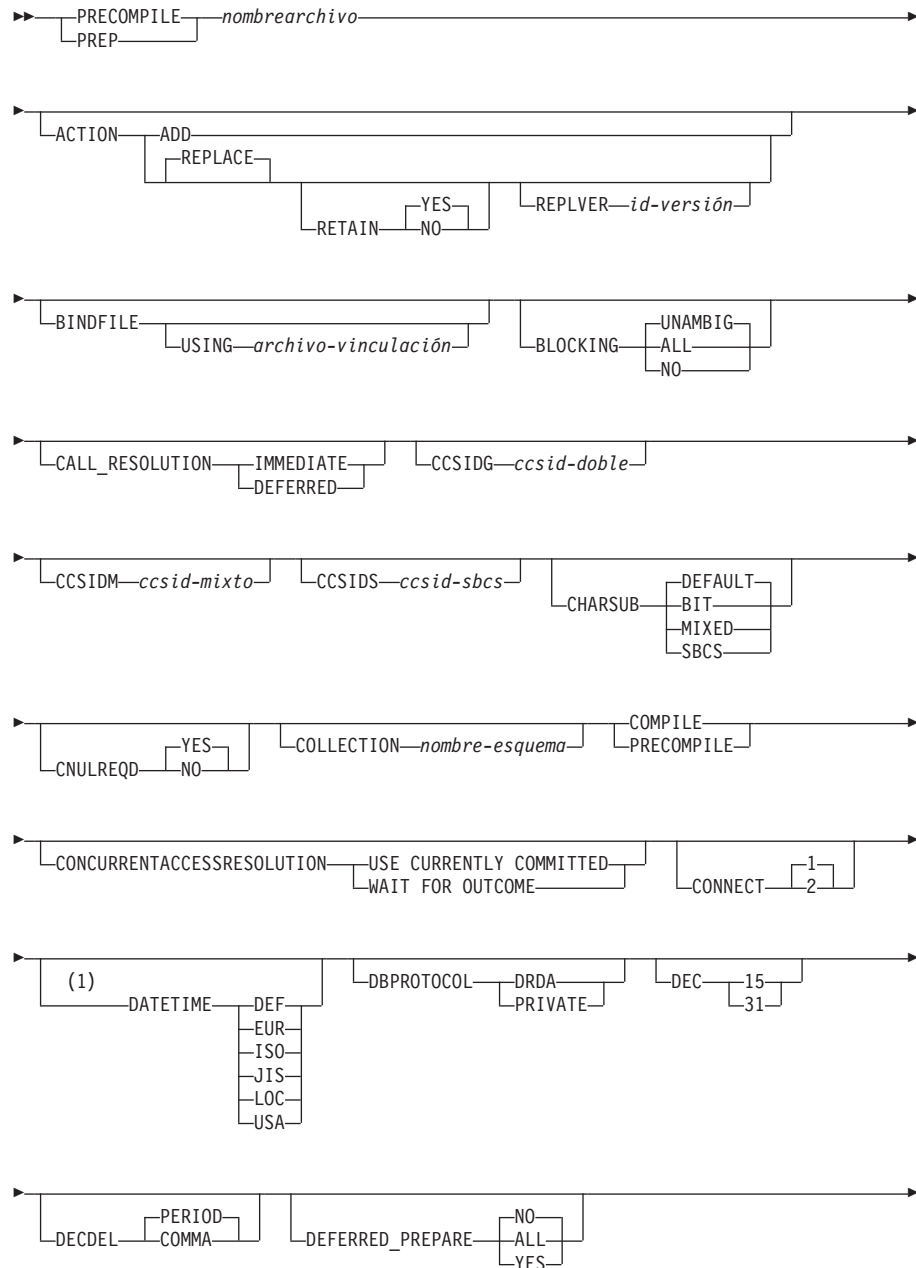 PRECOMPILE nombrearchivo
PREP
ACTION ADD
REPLACE
YES REPLVER id-versión
RETAIN NO
BINDFILE UNAMBIG
USING archivo-vinculación BLOCKING ALL
NO
CALL_RESOLUTION IMMEDIATE CCSIDG ccsid-doble
DEFERRED
CCSIDM ccsid-mixto CCSIDS ccsid-sbcs DEFAULT
CHARSUB BIT
MIXED
SBCS
YES COLLECTION nombre-esquema COMPILE
CNULREQD NO PRECOMPILE
CONCURRENTACCESSRESOLUTION USE CURRENTLY COMMITTED 1
WAIT FOR OUTCOME CONNECT 2
(1) DBPROTOCOL DRDA DEC 15
DATETIME DEF PRIVATE 31
EUR
ISO
JIS
LOC
USA
PERIOD NO
DECDEL COMMA DEFERRED_PREPARE ALL
YES